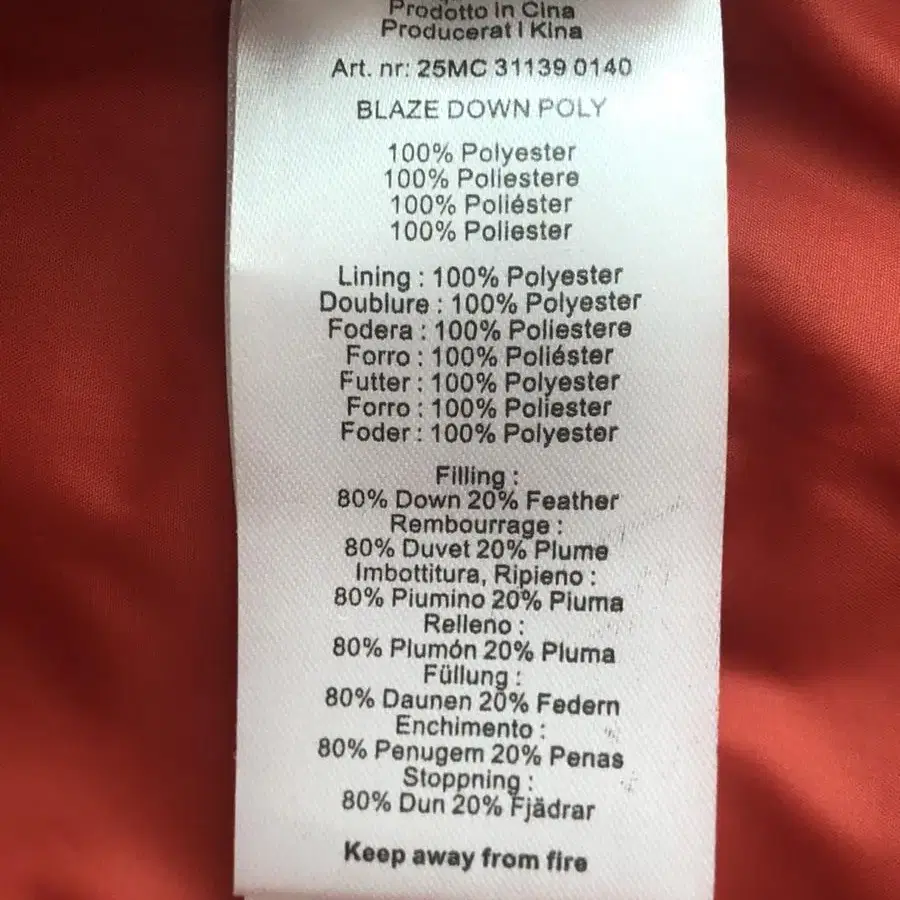 Prodotto in Cina
Producerat I Kina
Art. nr: 25MC 31139 0140
BLAZE DOWN POLY
100% Polyester
100% Poliestere
100% Poliéster
100% Poliester
Lining : 100% Polyester
Doublure : 100% Polyester
Fodera : 100% Poliestere
Forro : 100% Poliéster
Futter : 100% Polyester
Forro : 100% Poliester
Foder : 100% Polyester
Filling :
80% Down 20% Feather
Rembourrage :
80% Duvet 20% Plume
Imbottitura, Ripieno :
80% Piumino 20% Piuma
Relleno :
80% Plumón 20% Pluma
Füllung :
80% Daunen 20% Federn
Enchimento :
80% Penugem 20% Penas
Stoppning :
80% Dun 20% Fjädrar
Keep away from fire